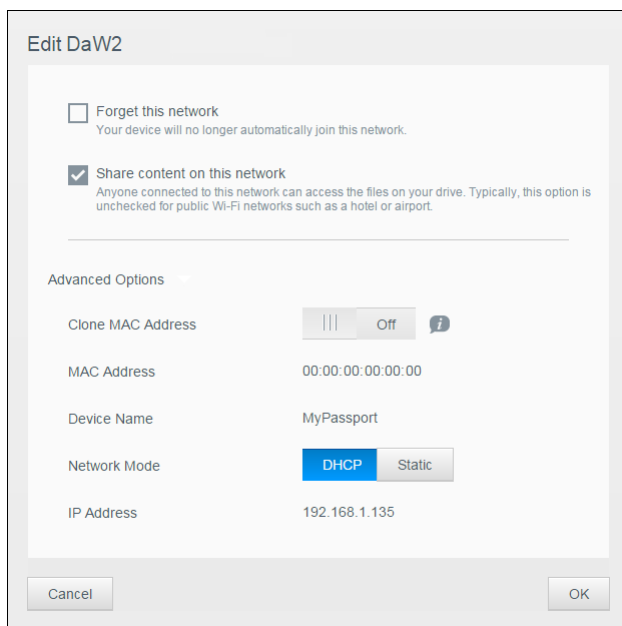 Edit DaW2
Forget this network
Your device will no longer automatically join this network.
Share content on this network
Anyone connected to this network can access the files on your drive. Typically, this option is
unchecked for public Wi-Fi networks such as a hotel or airport.
Advanced Options
Clone MAC Address Off i
MAC Address 00:00:00:00:00:00
Device Name MyPassport
Network Mode DHCP Static
IP Address 192.168.1.135
Cancel OK